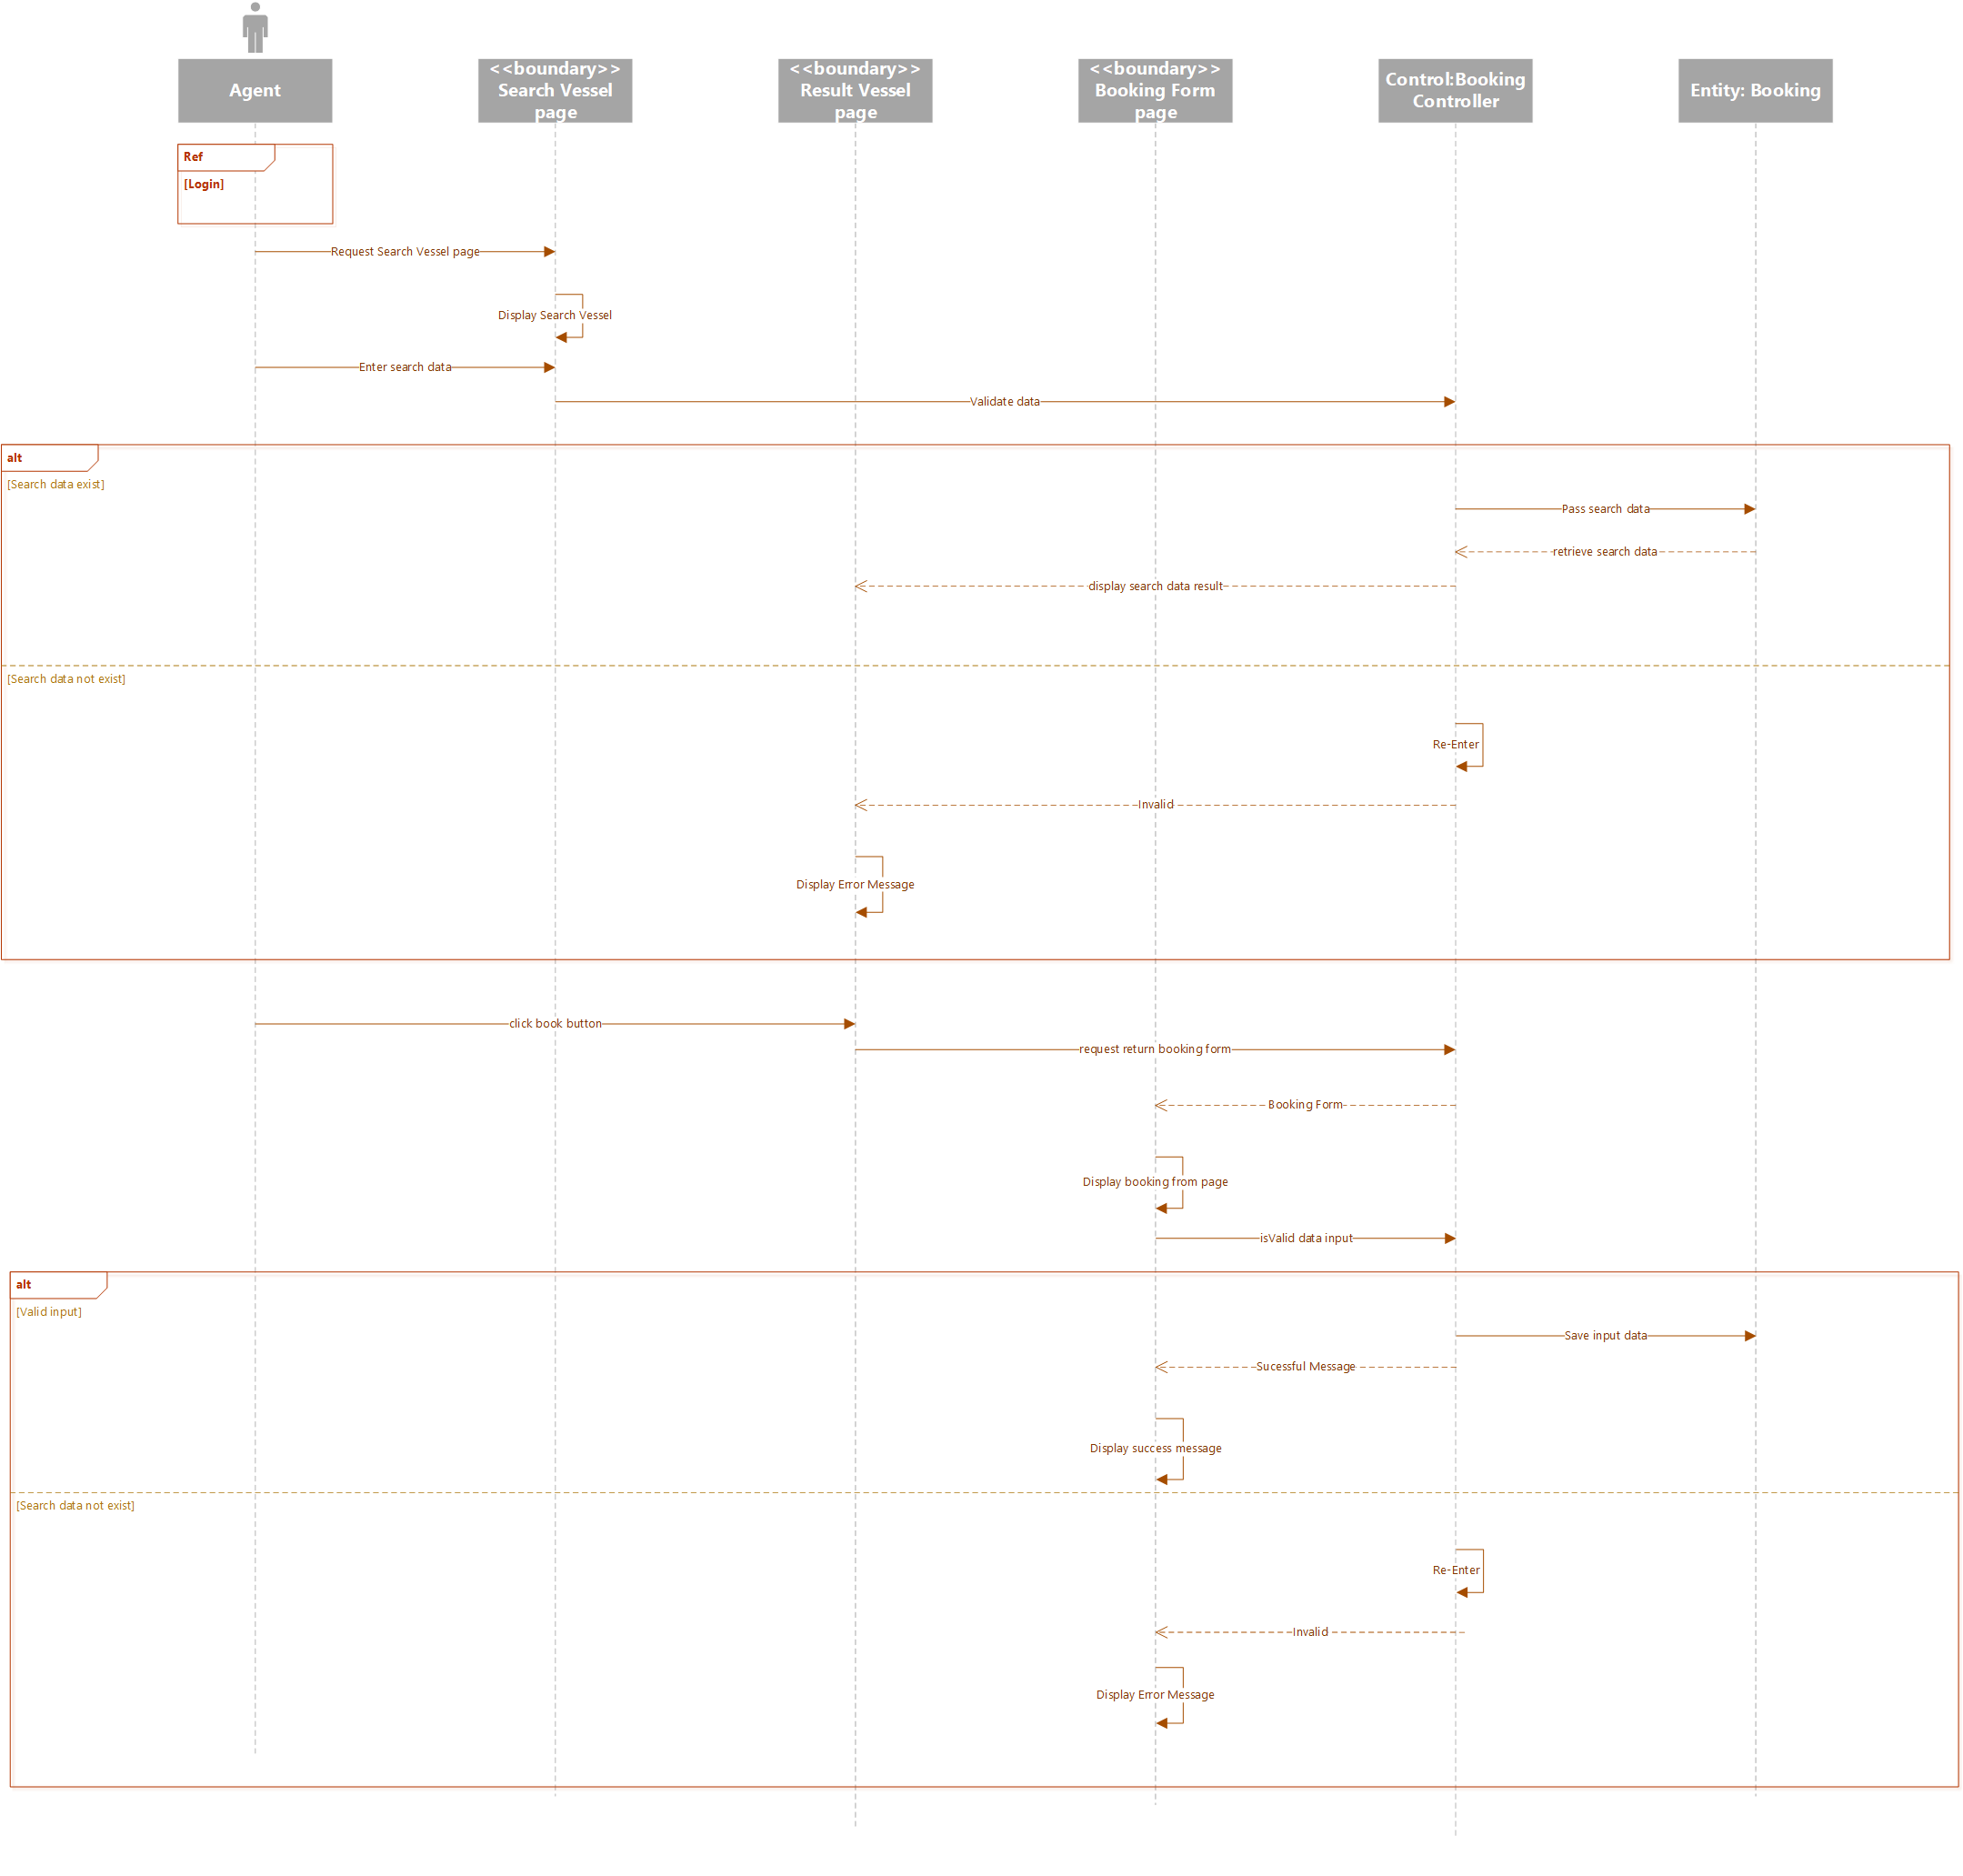 Agent
<<boundary>>
Search Vessel
page
<<boundary>>
Result Vessel
page
<<boundary>>
Booking Form
page
Control:Booking
Controller
Entity: Booking
Ref
[Login]
Request Search Vessel page
Display Search Vessel
Enter search data
Validate data
alt
[Search data exist]
Pass search data
retrieve search data
display search data result
[Search data not exist]
Re-Enter
Invalid
Display Error Message
click book button
request return booking form
Booking Form
Display booking from page
isValid data input
alt
[Valid input]
Save input data
Sucessful Message
Display success message
[Search data not exist]
Re-Enter
Invalid
Display Error Message